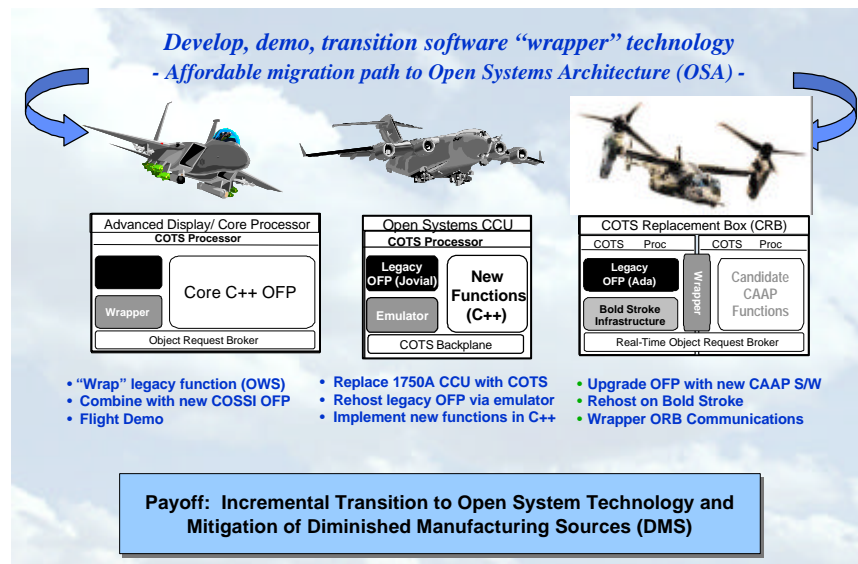 Develop, demo, transition software “wrapper” technology
- Affordable migration path to Open Systems Architecture (OSA) -
Advanced Display/ Core Processor
COTS Processor
Wrapper
Core C++ OFP
Object Request Broker
• “Wrap” legacy function (OWS)
• Combine with new COSSI OFP
• Flight Demo
Open Systems CCU
COTS Processor
Legacy
OFP (Jovial)
Emulator
New
Functions
(C++)
COTS Backplane
• Replace 1750A CCU with COTS
• Rehost legacy OFP via emulator
• Implement new functions in C++
COTS Replacement Box (CRB)
COTS Proc
COTS Proc
Legacy
OFP (Ada)
Bold Stroke
Infrastructure
Wrapper
Candidate
CAAP
Functions
Real-Time Object Request Broker
• Upgrade OFP with new CAAP S/W
• Rehost on Bold Stroke
• Wrapper ORB Communications
Payoff: Incremental Transition to Open System Technology and
Mitigation of Diminished Manufacturing Sources (DMS)